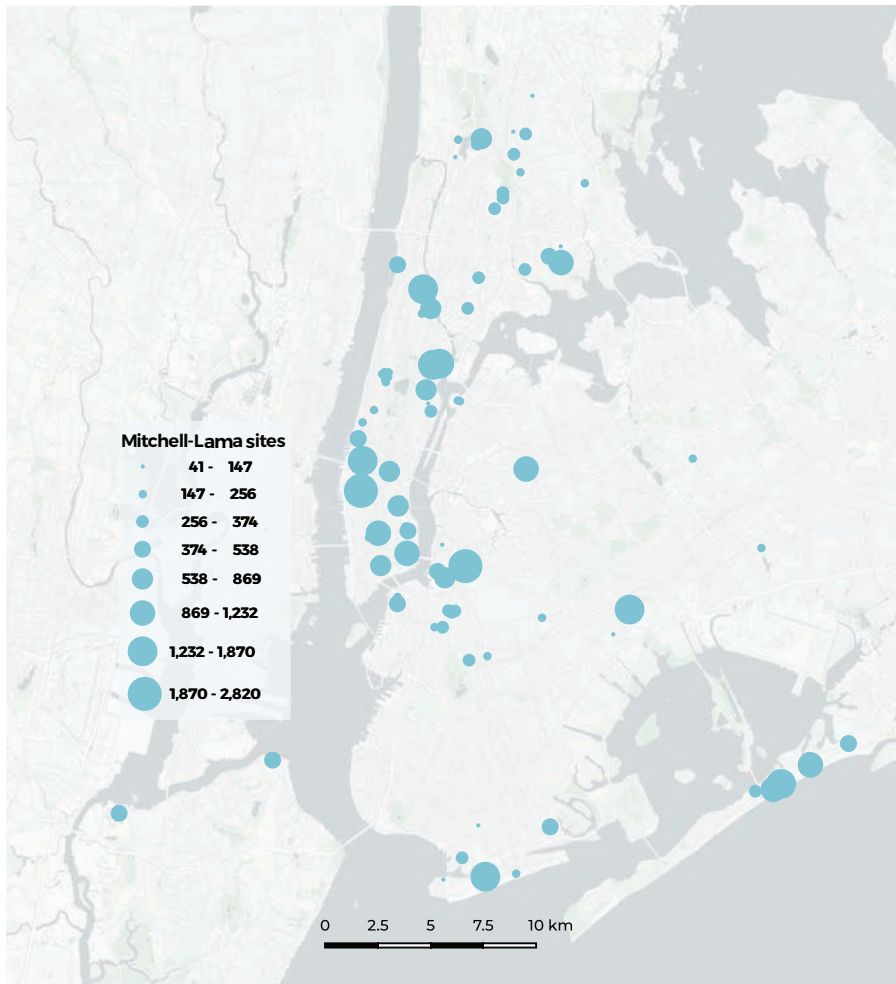 Mitchell-Lama sites
41 - 147
147 - 256
256 - 374
374 - 538
538 - 869
869 - 1,232
1,232 - 1,870
1,870 - 2,820
0 2.5 5 7.5 10 km